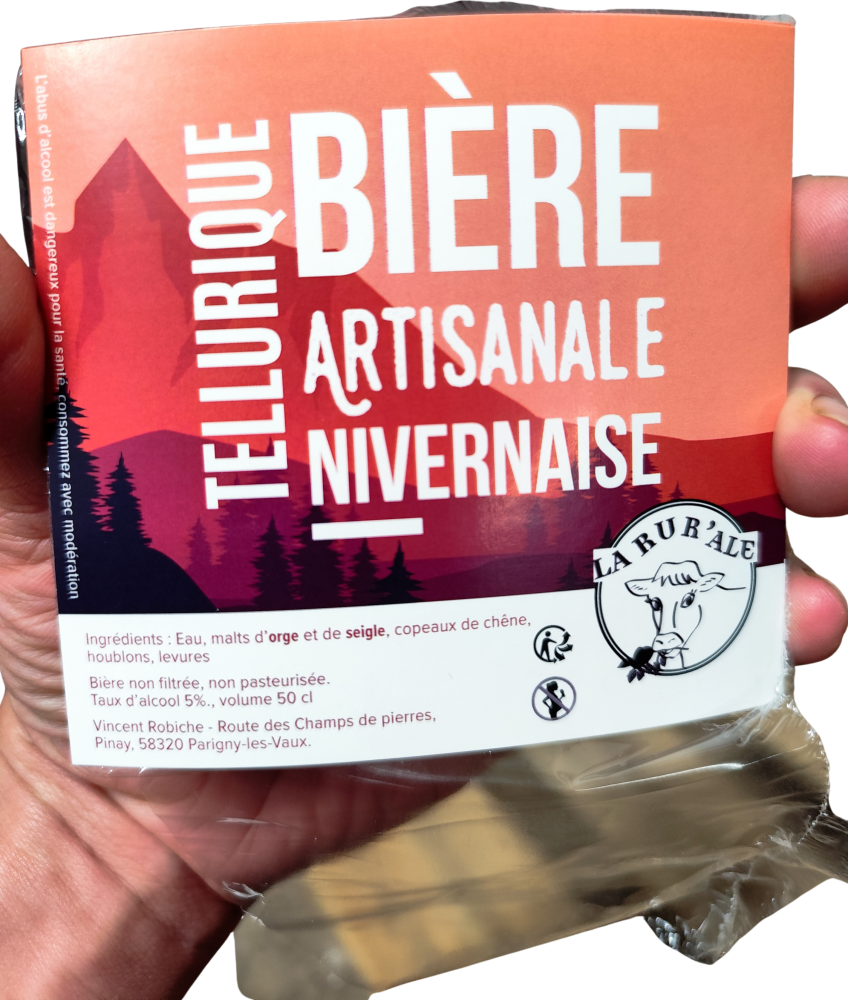 L'abus d'alcool est dangereux pour la santé, consommez avec modération
TELLURIQUE
BIÈRE
ARTISANALE
NIVERNAISE
LA RUR'ALE
Ingrédients : Eau, malts d'orge et de seigle, copeaux de chêne,
houblons, levures
Bière non filtrée, non pasteurisée.
Taux d'alcool 5%., volume 50 cl
Vincent Robiche - Route des Champs de pierres,
Pinay, 58320 Parigny-les-Vaux.